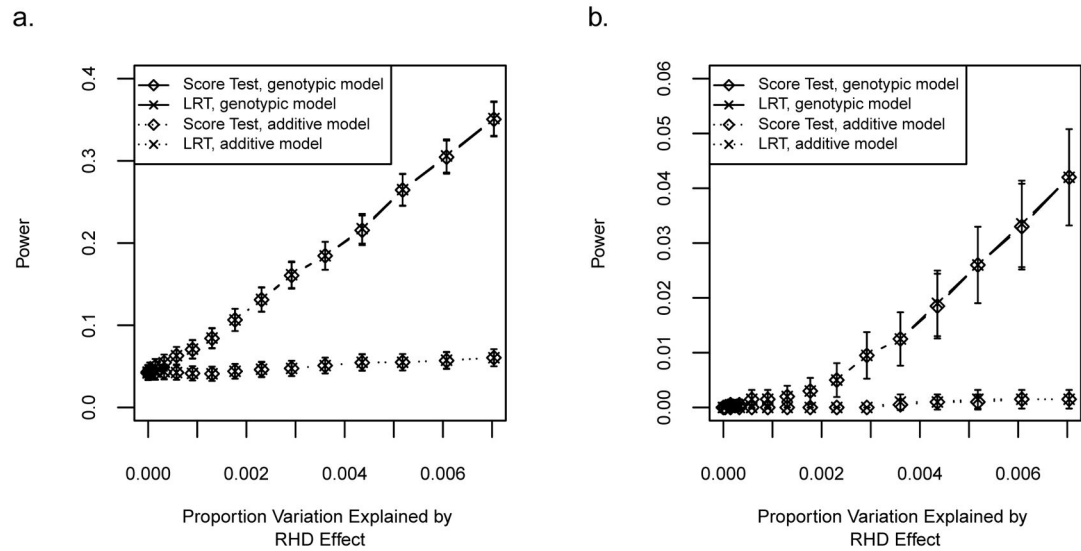 a.
0.4
0.3
0.2
0.1
0.0
Power
Score Test, genotypic model
LRT, genotypic model
Score Test, additive model
LRT, additive model
0.000
0.002
0.004
0.006
Proportion Variation Explained by
RHD Effect
b.
0.06
0.05
0.04
0.03
0.02
0.01
0.00
Power
Score Test, genotypic model
LRT, genotypic model
Score Test, additive model
LRT, additive model
0.000
0.002
0.004
0.006
Proportion Variation Explained by
RHD Effect